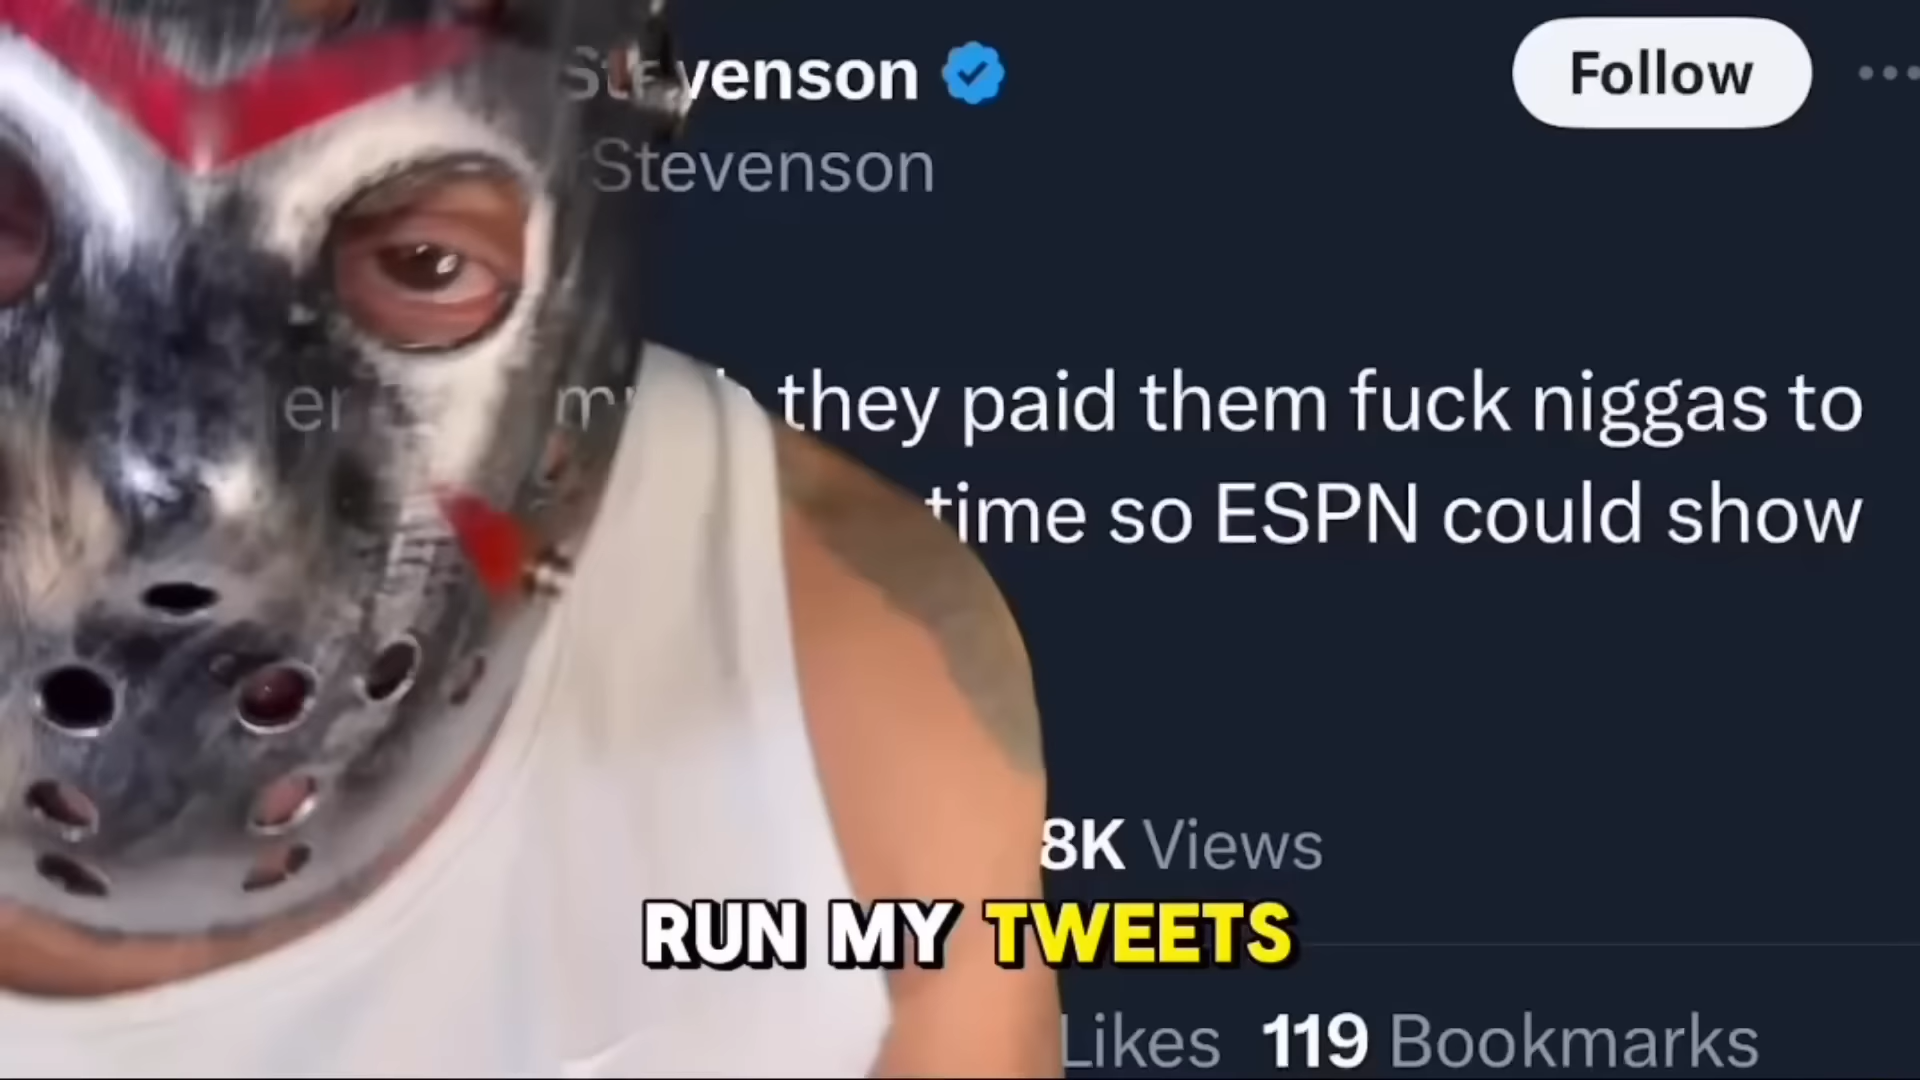 Stevenson
Follow
Stevenson
they paid them fuck niggas to
time so ESPN could show
8K Views
RUN MY TWEETS
Likes 119 Bookmarks